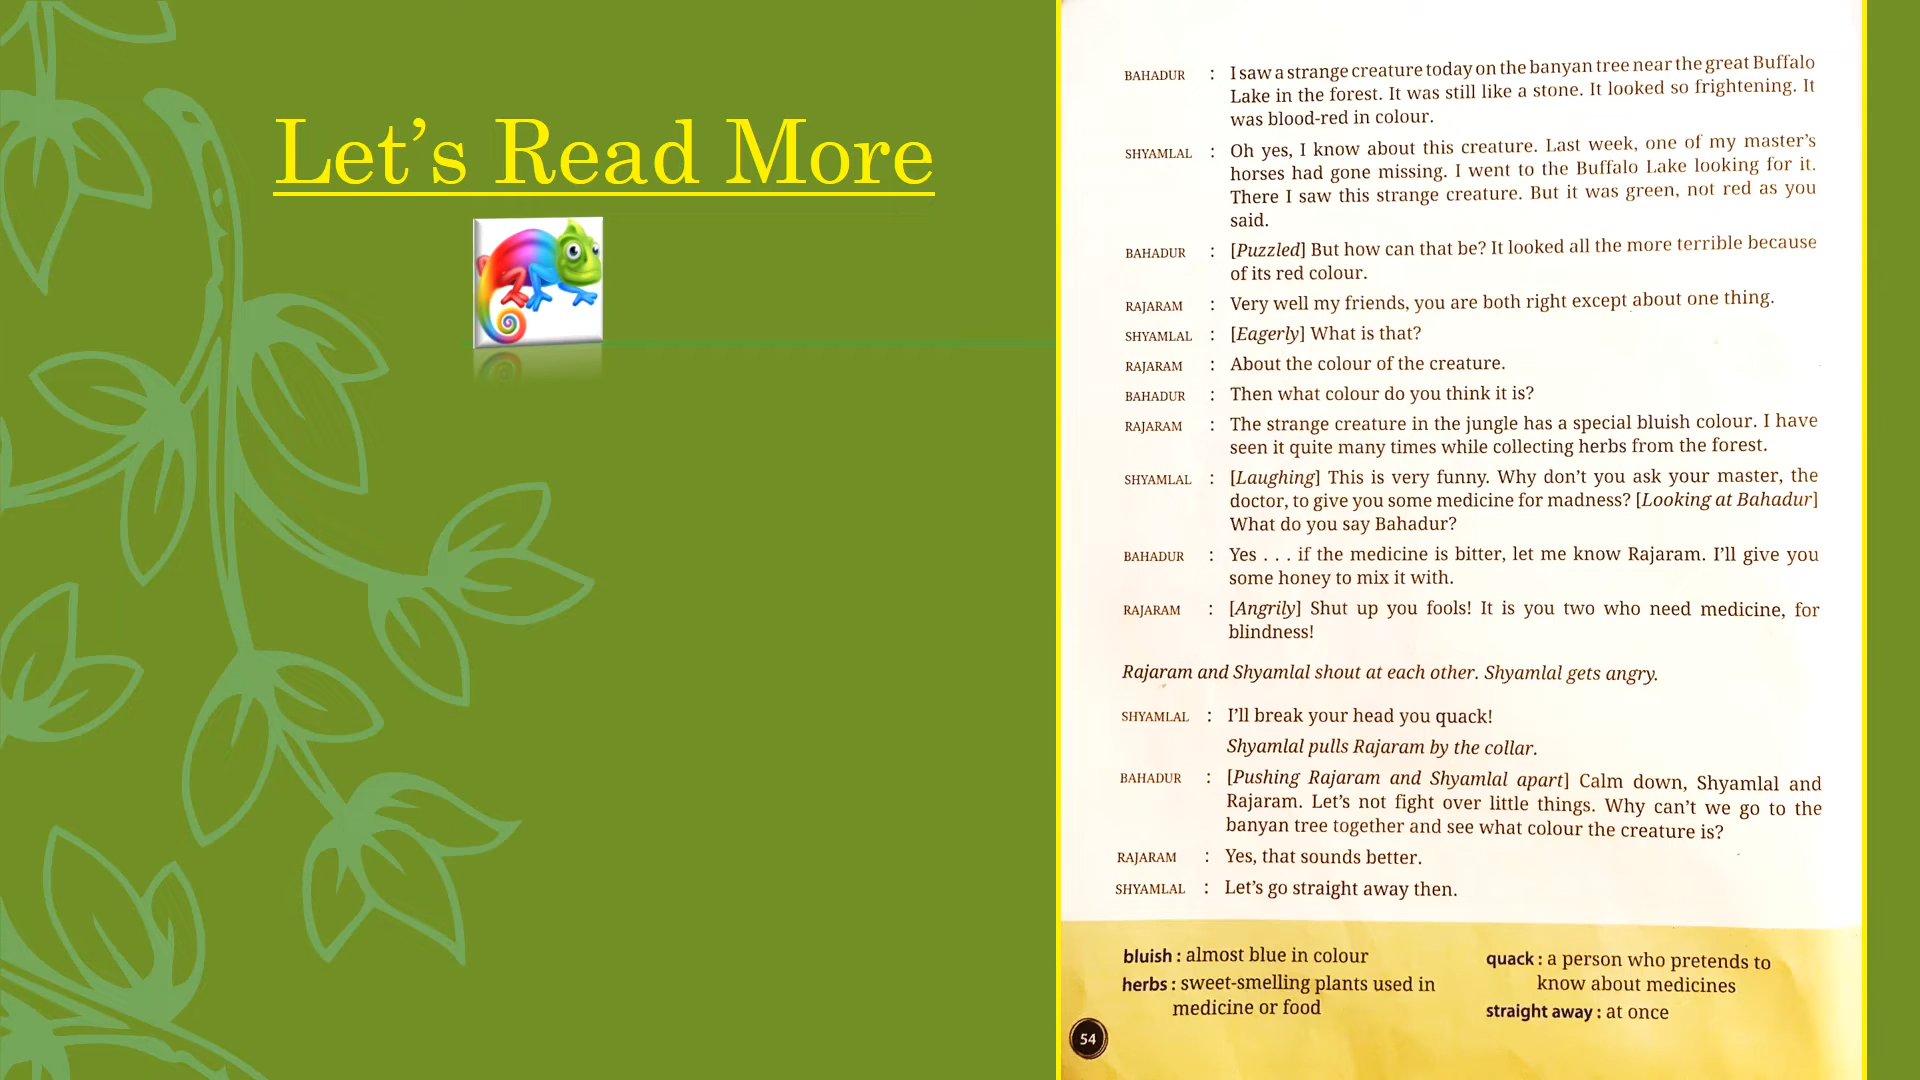 Let's Read More
BAHADUR : I saw a strange creature today on the banyan tree near the great Buffalo
Lake in the forest. It was still like a stone. It looked so frightening. It
was blood-red in colour.
SHYAMLAL : Oh yes, I know about this creature. Last week, one of my master's
horses had gone missing. I went to the Buffalo Lake looking for it.
There I saw this strange creature. But it was green, not red as you
said.
BAHADUR : [Puzzled] But how can that be? It looked all the more terrible because
of its red colour.
RAJARAM : Very well my friends, you are both right except about one thing.
SHYAMLAL : [Eagerly] What is that?
RAJARAM : About the colour of the creature.
BAHADUR : Then what colour do you think it is?
RAJARAM : The strange creature in the jungle has a special bluish colour. I have
seen it quite many times while collecting herbs from the forest.
SHYAMLAL : [Laughing] This is very funny. Why don't you ask your master, the
doctor, to give you some medicine for madness? [Looking at Bahadur]
What do you say Bahadur?
BAHADUR : Yes . . . if the medicine is bitter, let me know Rajaram. I'll give you
some honey to mix it with.
RAJARAM : [Angrily] Shut up you fools! It is you two who need medicine, for
blindness!
Rajaram and Shyamlal shout at each other. Shyamlal gets angry.
SHYAMLAL : I'll break your head you quack!
Shyamlal pulls Rajaram by the collar.
BAHADUR : [Pushing Rajaram and Shyamlal apart] Calm down, Shyamlal and
Rajaram. Let's not fight over little things. Why can't we go to the
banyan tree together and see what colour the creature is?
RAJARAM : Yes, that sounds better.
SHYAMLAL : Let's go straight away then.
bluish : almost blue in colour
herbs : sweet-smelling plants used in
medicine or food
quack : a person who pretends to
know about medicines
straight away : at once
54